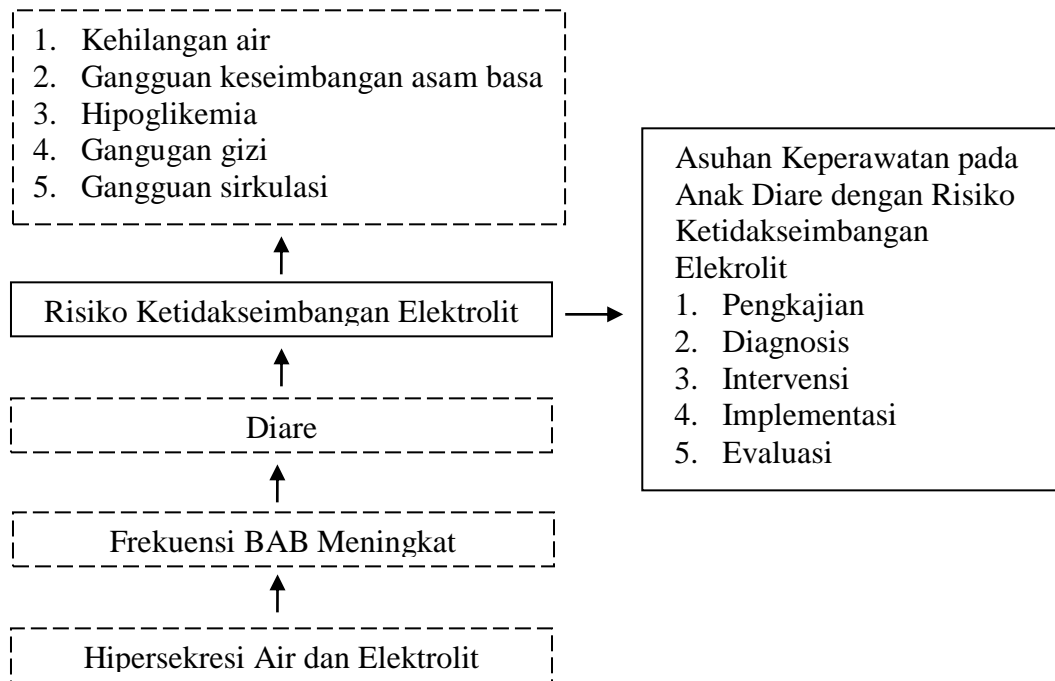 1. Kehilangan air
2. Gangguan keseimbangan asam basa
3. Hipoglikemia
4. Gangugan gizi
5. Gangguan sirkulasi
Asuhan Keperawatan pada
Anak Diare dengan Risiko
Ketidakseimbangan
Elekrolit
1. Pengkajian
2. Diagnosis
3. Intervensi
4. Implementasi
5. Evaluasi
Risiko Ketidakseimbangan Elektrolit
Diare
Frekuensi BAB Meningkat
Hipersekresi Air dan Elektrolit